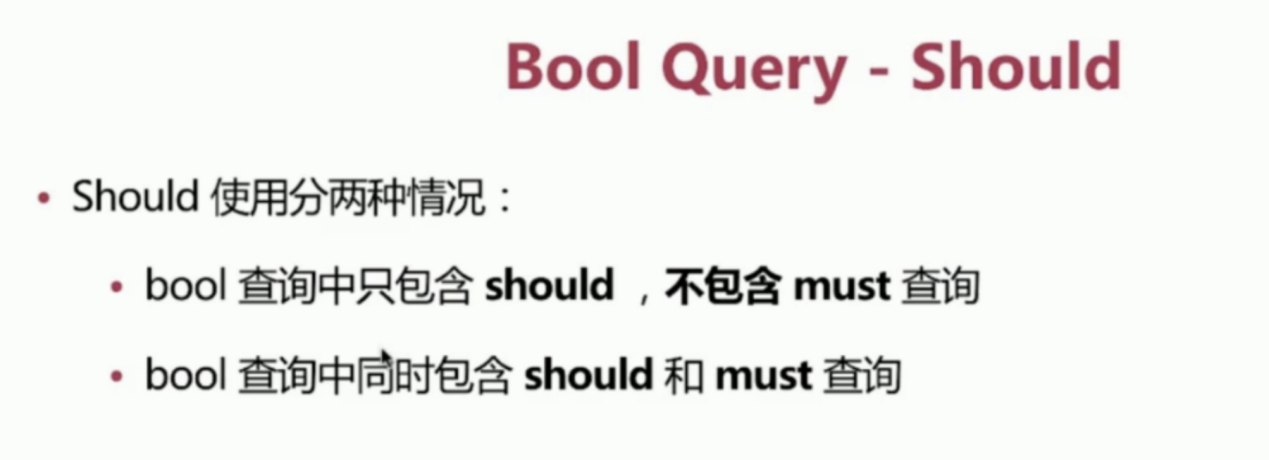 Bool Query - Should
• Should 使用分两种情况：
• bool 查询中只包含 should ，不包含 must 查询
• bool 查询中同时包含 should 和 must 查询